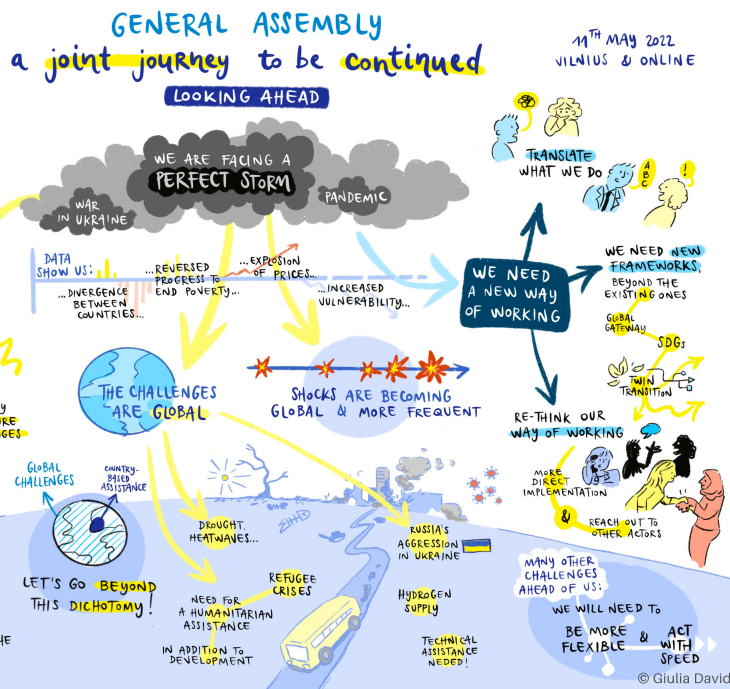 GENERAL ASSEMBLY
a joint journey to be continued
LOOKING AHEAD
11TH MAY 2022
VILNIUS & ONLINE
WE ARE FACING A
PERFECT STORM
WAR
IN UKRAINE
PANDEMIC
DATA
SHOW US:
...DIVERGENCE
BETWEEN
COUNTRIES...
...REVERSED
PROGRESS TO
END POVERTY...
...EXPLOSION
OF PRICES...
...INCREASED
VULNERABILITY...
TRANSLATE
WHAT WE DO
A
B
C
!
WE NEED
A NEW WAY
OF WORKING
WE NEED NEW
FRAMEWORKS,
BEYOND THE
EXISTING ONES
GLOBAL
GATEWAY
SDGs
TWIN
TRANSITION
THE CHALLENGES
ARE GLOBAL
SHOCKS ARE BECOMING
GLOBAL & MORE FREQUENT
RE-THINK OUR
WAY OF WORKING
MORE
DIRECT
IMPLEMENTATION
&
REACH OUT TO
OTHER ACTORS
GLOBAL
CHALLENGES
COUNTRY-
BASED
ASSISTANCE
LET'S GO BEYOND
THIS DICHOTOMY!
DROUGHT,
HEATWAVES...
NEED FOR
A HUMANITARIAN
ASSISTANCE
IN ADDITION TO
DEVELOPMENT
REFUGEE
CRISES
RUSSIA'S
AGGRESSION
IN UKRAINE
HYDROGEN
SUPPLY
TECHNICAL
ASSISTANCE
NEEDED!
MANY OTHER
CHALLENGES
AHEAD OF US:
WE WILL NEED TO
BE MORE
FLEXIBLE
&
ACT
WITH
SPEED
© Giulia David